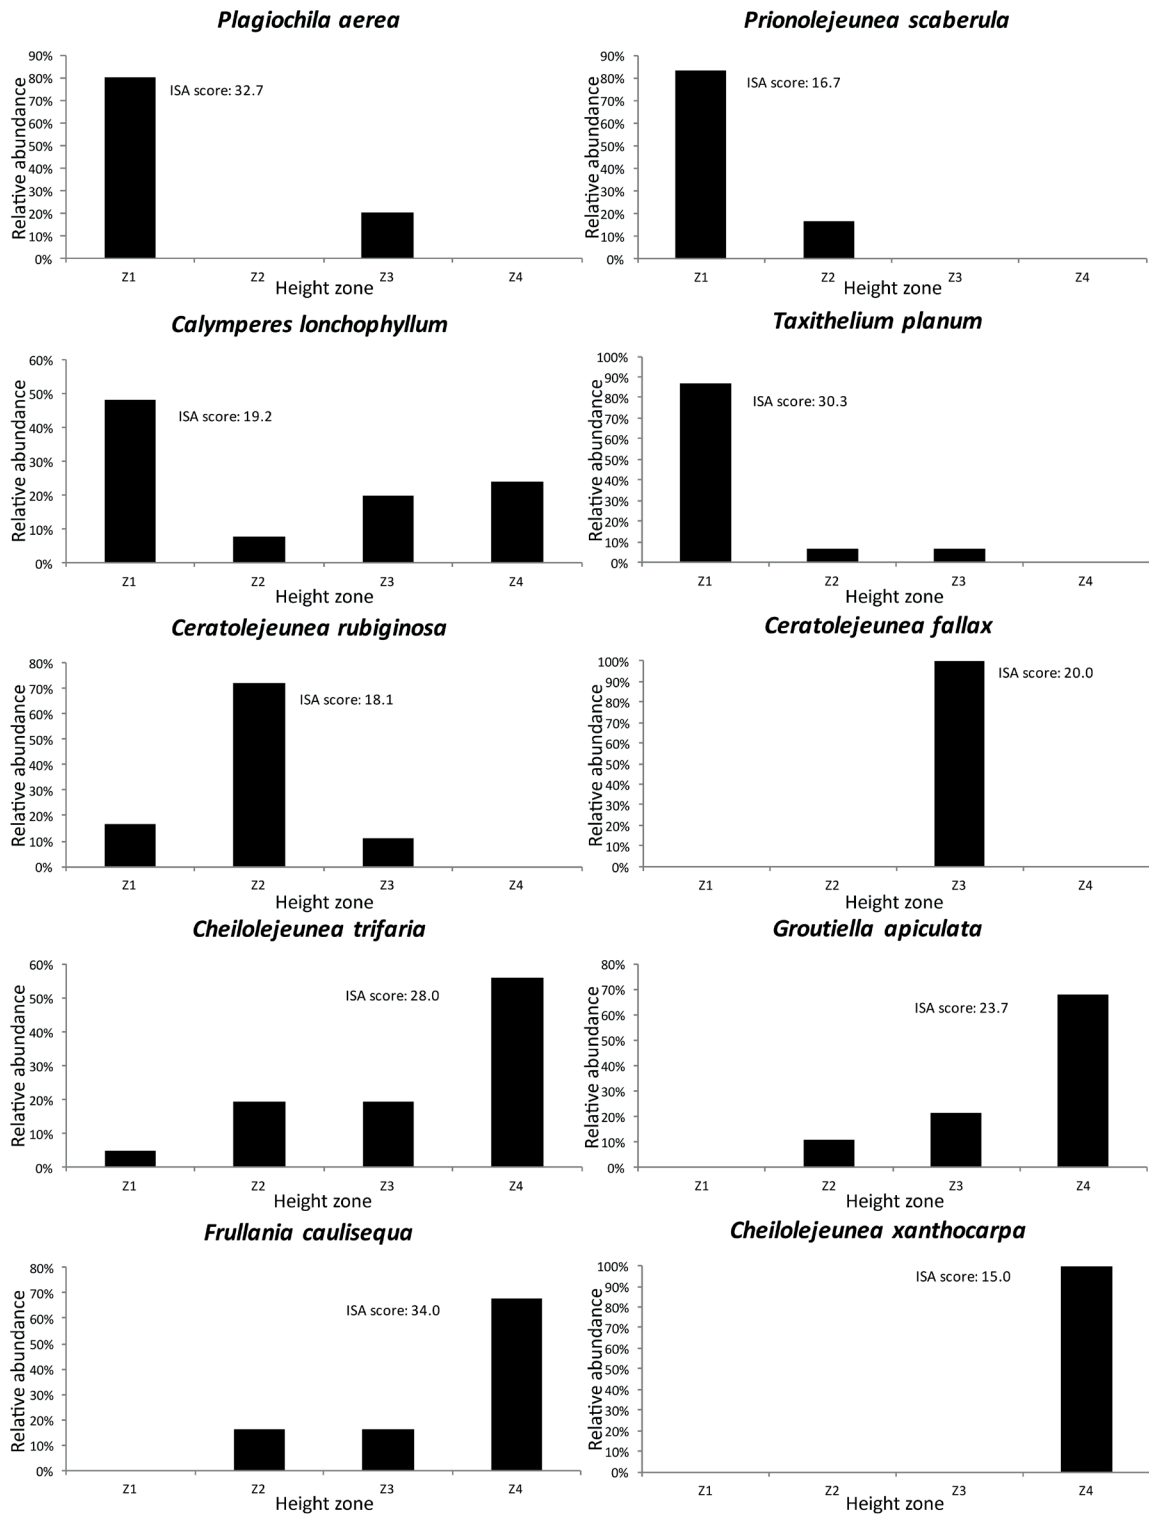 Plagiochila aerea
Relative abundance
90%
80%
70%
60%
50%
40%
30%
20%
10%
0%
ISA score: 32.7
Z1 Z2 Z3 Z4
Height zone
Prionolejeunea scaberula
Relative abundance
90%
80%
70%
60%
50%
40%
30%
20%
10%
0%
ISA score: 16.7
Z1 Z2 Z3 Z4
Height zone
Calymperes lonchophyllum
Relative abundance
60%
50%
40%
30%
20%
10%
0%
ISA score: 19.2
Z1 Z2 Z3 Z4
Height zone
Taxithelium planum
Relative abundance
100%
90%
80%
70%
60%
50%
40%
30%
20%
10%
0%
ISA score: 30.3
Z1 Z2 Z3 Z4
Height zone
Ceratolejeunea rubiginosa
Relative abundance
80%
70%
60%
50%
40%
30%
20%
10%
0%
ISA score: 18.1
Z1 Z2 Z3 Z4
Height zone
Ceratolejeunea fallax
Relative abundance
100%
90%
80%
70%
60%
50%
40%
30%
20%
10%
0%
ISA score: 20.0
Z1 Z2 Z3 Z4
Height zone
Cheilolejeunea trifaria
Relative abundance
60%
50%
40%
30%
20%
10%
0%
ISA score: 28.0
Z1 Z2 Z3 Z4
Height zone
Groutiella apiculata
Relative abundance
80%
70%
60%
50%
40%
30%
20%
10%
0%
ISA score: 23.7
Z1 Z2 Z3 Z4
Height zone
Frullania caulisequa
Relative abundance
80%
70%
60%
50%
40%
30%
20%
10%
0%
ISA score: 34.0
Z1 Z2 Z3 Z4
Height zone
Cheilolejeunea xanthocarpa
Relative abundance
100%
90%
80%
70%
60%
50%
40%
30%
20%
10%
0%
ISA score: 15.0
Z1 Z2 Z3 Z4
Height zone